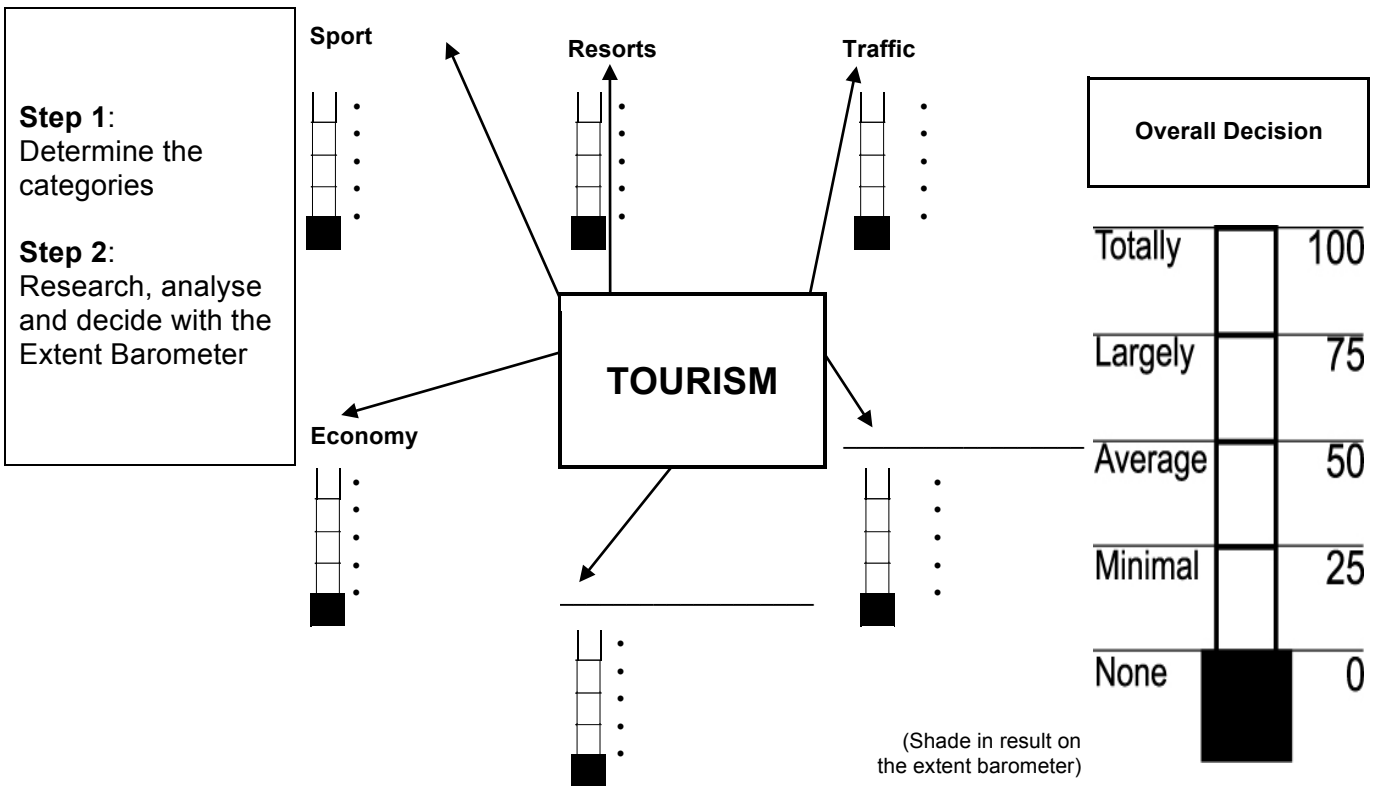 Step 1:
Determine the
categories
Step 2:
Research, analyse
and decide with the
Extent Barometer
Sport
Resorts
Traffic
TOURISM
Economy
(Shade in result on
the extent barometer)
Overall Decision
Totally 100
Largely 75
Average 50
Minimal 25
None 0